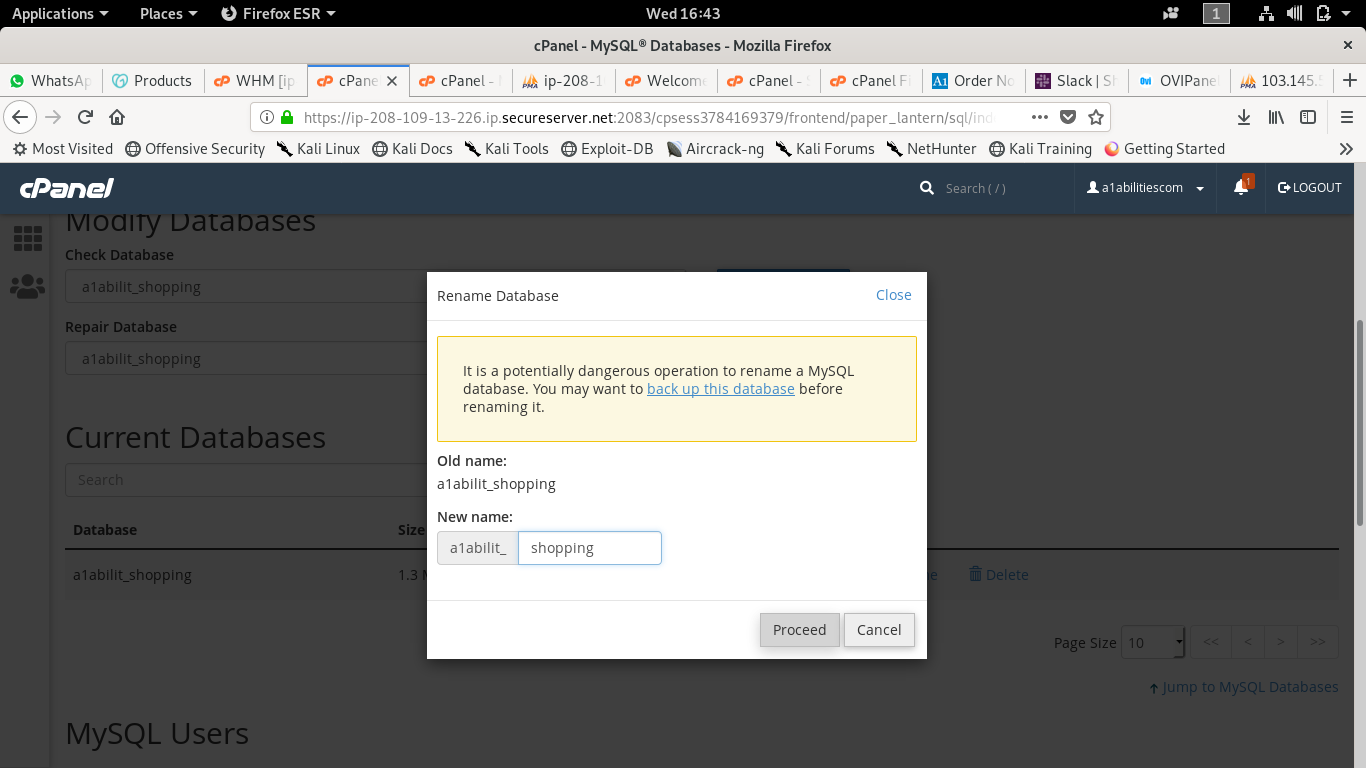 Applications Places Firefox ESR Wed 16:43 1
cPanel - MySQL® Databases - Mozilla Firefox
WhatsAp Products WHM [ip cPane cPanel - ip-208-1 Welcome cPanel - cPanel Fi Order No Slack | Sh OVIPanel 103.145.5
https://ip-208-109-13-226.ip.secureserver.net:2083/cpsess3784169379/frontend/paper_lantern/sql/inde
Most Visited Offensive Security Kali Linux Kali Docs Kali Tools Exploit-DB Aircrack-ng Kali Forums NetHunter Kali Training Getting Started
cPanel Search ( / ) a1abilitiescom 1 LOGOUT
Modify Databases
Check Database
a1abilit_shopping
Repair Database
a1abilit_shopping
Current Databases
Search
Database Size
a1abilit_shopping 1.3 Delete
Rename Database Close
It is a potentially dangerous operation to rename a MySQL
database. You may want to back up this database before
renaming it.
Old name:
a1abilit_shopping
New name:
a1abilit_ shopping
Proceed Cancel
Page Size 10 << < > >>
Jump to MySQL Databases
MySQL Users